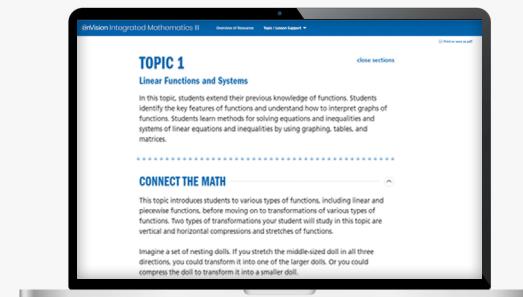 enVision Integrated Mathematics III
Overview of Resource
Topic / Lesson Support
Print or save as pdf
TOPIC 1
close sections
Linear Functions and Systems
In this topic, students extend their previous knowledge of functions. Students
identify the key features of functions and understand how to interpret graphs of
functions. Students learn methods for solving equations and inequalities and
systems of linear equations and inequalities by using graphing, tables, and
matrices.
CONNECT THE MATH
This topic introduces students to various types of functions, including linear and
piecewise functions, before moving on to transformations of various types of
functions. Two types of transformations your student will study in this topic are
vertical and horizontal compressions and stretches of functions.
Imagine a set of nesting dolls. If you stretch the middle-sized doll in all three
directions, you could transform it into one of the larger dolls. Or you could
compress the doll to transform it into a smaller doll.